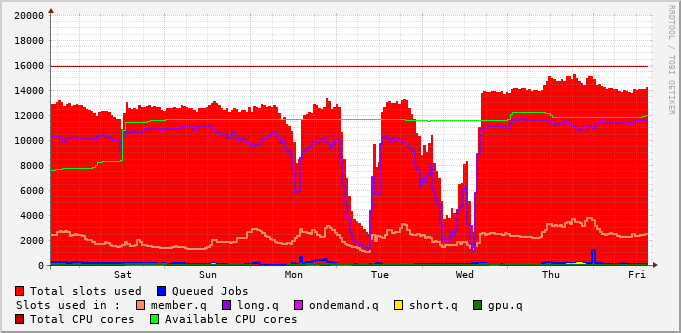 20000
18000
16000
14000
12000
10000
8000
6000
4000
2000
0
Sat Sun Mon Tue Wed Thu Fri
RRDTOOL / TOBI OETIKER
Total slots used Queued Jobs
Slots used in : member.q long.q ondemand.q short.q gpu.q
Total CPU cores Available CPU cores